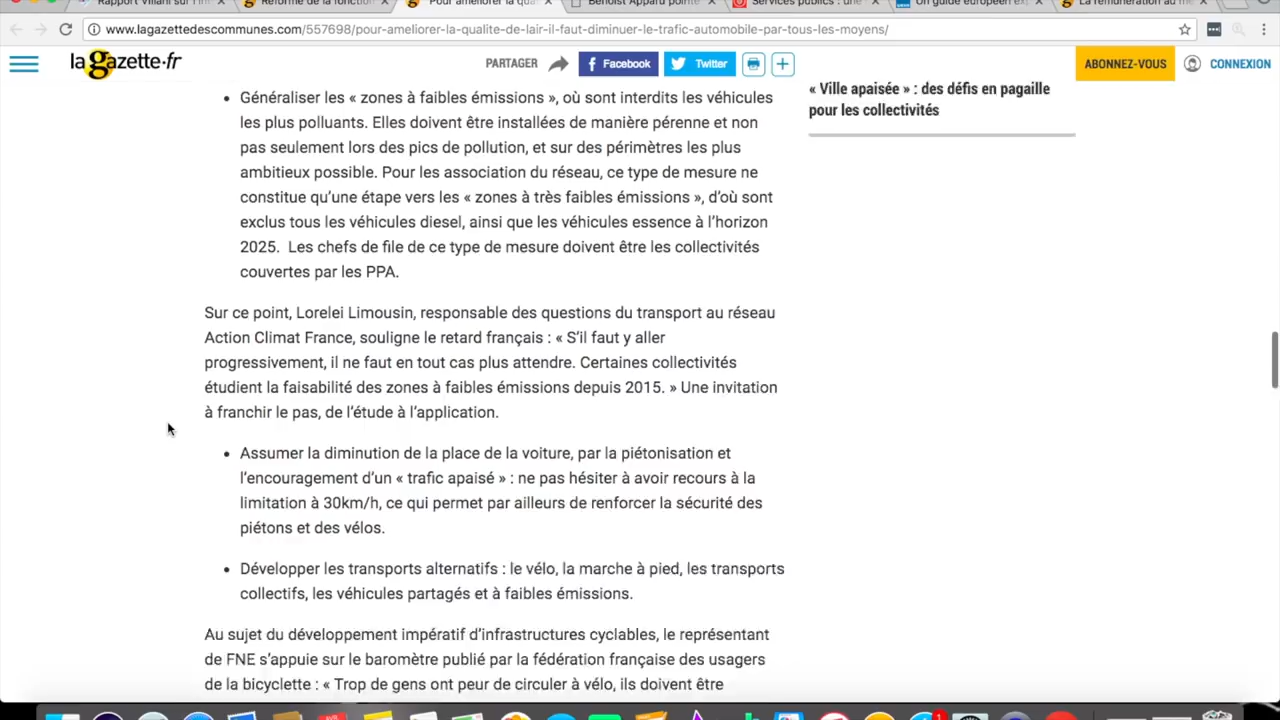 Rapport Villani sur l'in
Réforme de la fonction
Pour améliorer la qual
Benoist Apparu pointe
Services publics : une
Un guide européen ex
La rémunération au mé
www.lagazettedescommunes.com/557698/pour-ameliorer-la-qualite-de-lair-il-faut-diminuer-le-trafic-automobile-par-tous-les-moyens/
la gazette.fr
PARTAGER
Facebook
Twitter
ABONNEZ-VOUS
CONNEXION
« Ville apaisée » : des défis en pagaille
pour les collectivités
• Généraliser les « zones à faibles émissions », où sont interdits les véhicules
les plus polluants. Elles doivent être installées de manière pérenne et non
pas seulement lors des pics de pollution, et sur des périmètres les plus
ambitieux possible. Pour les association du réseau, ce type de mesure ne
constitue qu'une étape vers les « zones à très faibles émissions », d'où sont
exclus tous les véhicules diesel, ainsi que les véhicules essence à l'horizon
2025. Les chefs de file de ce type de mesure doivent être les collectivités
couvertes par les PPA.
Sur ce point, Lorelei Limousin, responsable des questions du transport au réseau
Action Climat France, souligne le retard français : « S'il faut y aller
progressivement, il ne faut en tout cas plus attendre. Certaines collectivités
étudient la faisabilité des zones à faibles émissions depuis 2015. » Une invitation
à franchir le pas, de l'étude à l'application.
• Assumer la diminution de la place de la voiture, par la piétonisation et
l'encouragement d'un « trafic apaisé » : ne pas hésiter à avoir recours à la
limitation à 30km/h, ce qui permet par ailleurs de renforcer la sécurité des
piétons et des vélos.
• Développer les transports alternatifs : le vélo, la marche à pied, les transports
collectifs, les véhicules partagés et à faibles émissions.
Au sujet du développement impératif d'infrastructures cyclables, le représentant
de FNE s'appuie sur le baromètre publié par la fédération française des usagers
de la bicyclette : « Trop de gens ont peur de circuler à vélo, ils doivent être